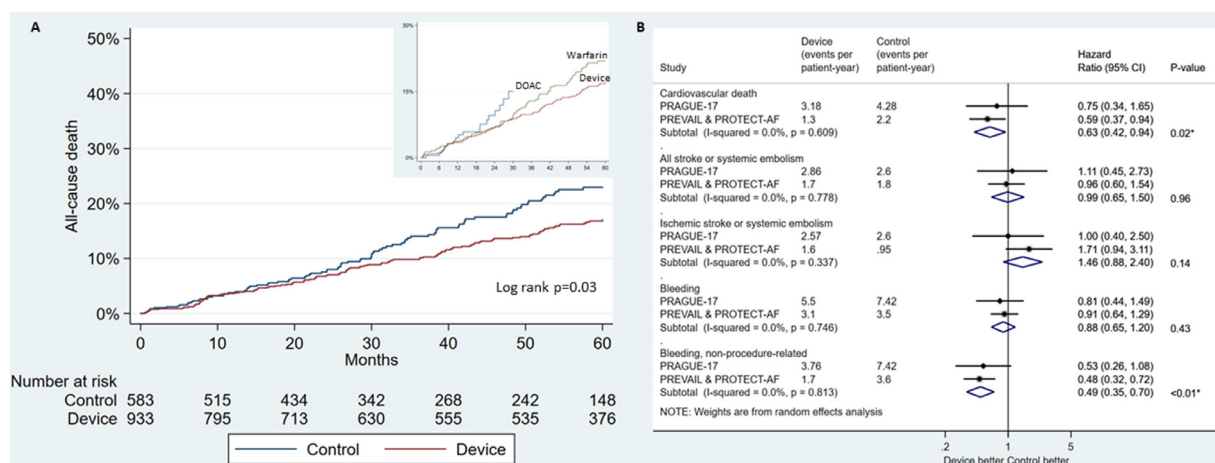 A
50%
40%
30%
20%
10%
0%
All-cause death
30%
15%
0%
Warfarin
Device
DOAC
0 6 12 18 24 30 36 42 48 54 60
Log rank p=0.03
0 10 20 30 40 50 60
Months
Number at risk
Control 583 515 434 342 268 242 148
Device 933 795 713 630 555 535 376
Control Device
B
Device Control
(events per (events per Hazard
Study patient-year) patient-year) Ratio (95% CI) P-value
Cardiovascular death
PRAGUE-17 3.18 4.28 0.75 (0.34, 1.65)
PREVAIL & PROTECT-AF 1.3 2.2 0.59 (0.37, 0.94)
Subtotal (I-squared = 0.0%, p = 0.609) 0.63 (0.42, 0.94) 0.02*
.
All stroke or systemic embolism
PRAGUE-17 2.86 2.6 1.11 (0.45, 2.73)
PREVAIL & PROTECT-AF 1.7 1.8 0.96 (0.60, 1.54)
Subtotal (I-squared = 0.0%, p = 0.778) 0.99 (0.65, 1.50) 0.96
.
Ischemic stroke or systemic embolism
PRAGUE-17 2.57 2.6 1.00 (0.40, 2.50)
PREVAIL & PROTECT-AF 1.6 .95 1.71 (0.94, 3.11)
Subtotal (I-squared = 0.0%, p = 0.337) 1.46 (0.88, 2.40) 0.14
.
Bleeding
PRAGUE-17 5.5 7.42 0.81 (0.44, 1.49)
PREVAIL & PROTECT-AF 3.1 3.5 0.91 (0.64, 1.29)
Subtotal (I-squared = 0.0%, p = 0.746) 0.88 (0.65, 1.20) 0.43
.
Bleeding, non-procedure-related
PRAGUE-17 3.76 7.42 0.53 (0.26, 1.08)
PREVAIL & PROTECT-AF 1.7 3.6 0.48 (0.32, 0.72)
Subtotal (I-squared = 0.0%, p = 0.813) 0.49 (0.35, 0.70) <0.01*
NOTE: Weights are from random effects analysis
.2 1 5
Device better Control better